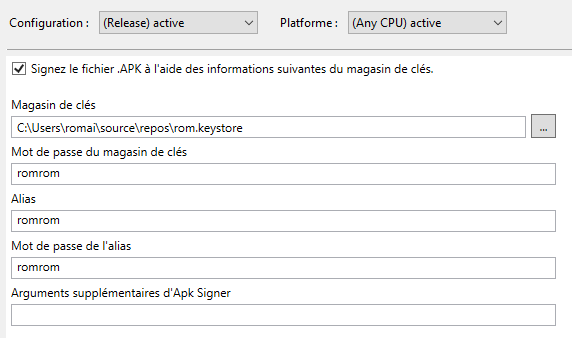 Configuration : (Release) active Plateforme : (Any CPU) active
Signez le fichier .APK à l'aide des informations suivantes du magasin de clés.
Magasin de clés
C:\Users\romai\source\repos\rom.keystore ...
Mot de passe du magasin de clés
romrom
Alias
romrom
Mot de passe de l'alias
romrom
Arguments supplémentaires d'Apk Signer